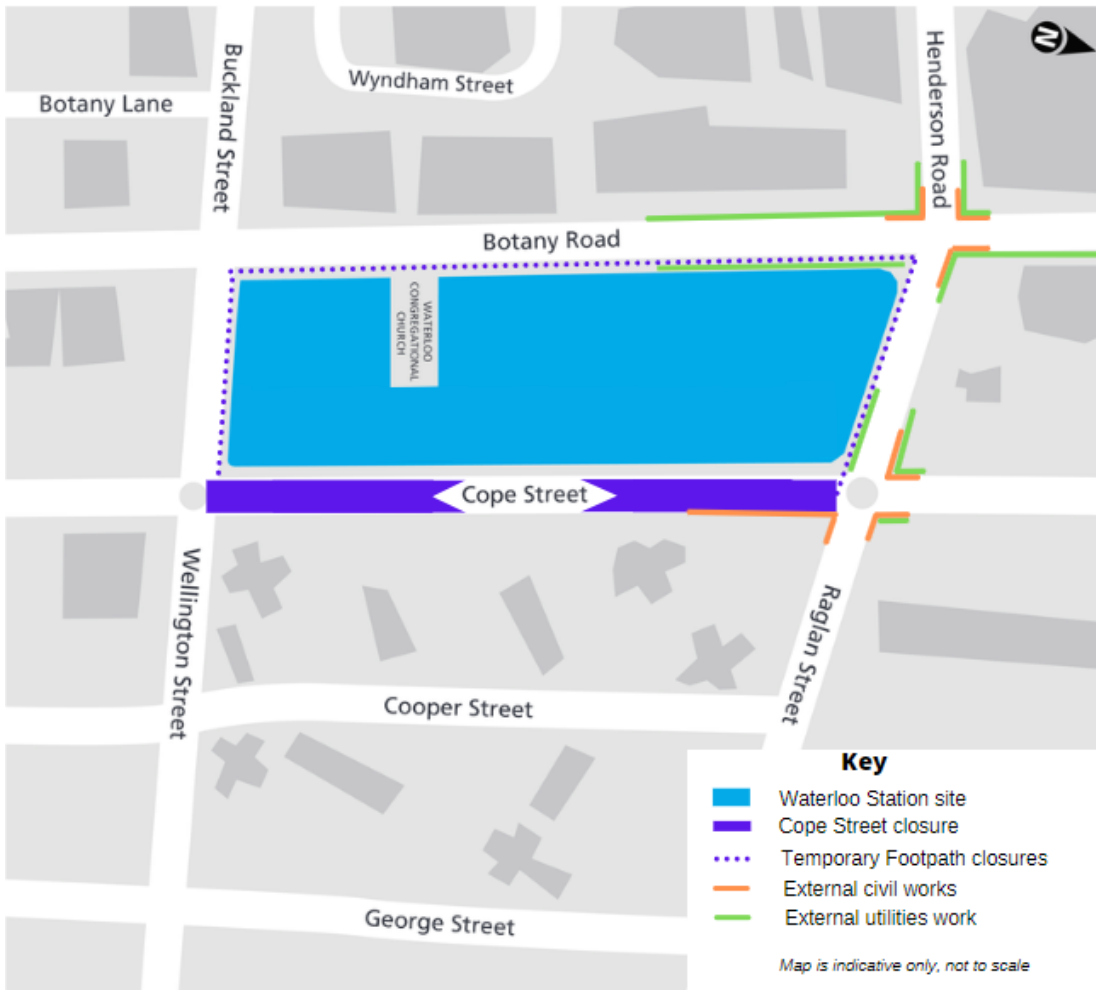 Buckland Street
Wyndham Street
Henderson Road
N
Botany Lane
Botany Road
WATERLOO
CONGREGATIONAL
CHURCH
Cope Street
Wellington Street
Raglan Street
Cooper Street
George Street
Key
Waterloo Station site
Cope Street closure
Temporary Footpath closures
External civil works
External utilities work
Map is indicative only, not to scale